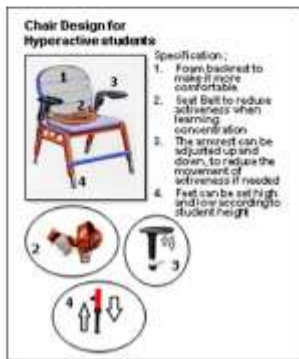 Chair Design for
Hyperactive students
Specification ;
1. Foam backrest to
make it more
comfortable
2. Seat Belt to reduce
activeness when
learning
concentration
3. The armrest can be
adjusted up and
down, to reduce the
movement of
activeness if needed
4. Feet can be set high
and low according to
student height
1
3
2
4
2
3
4